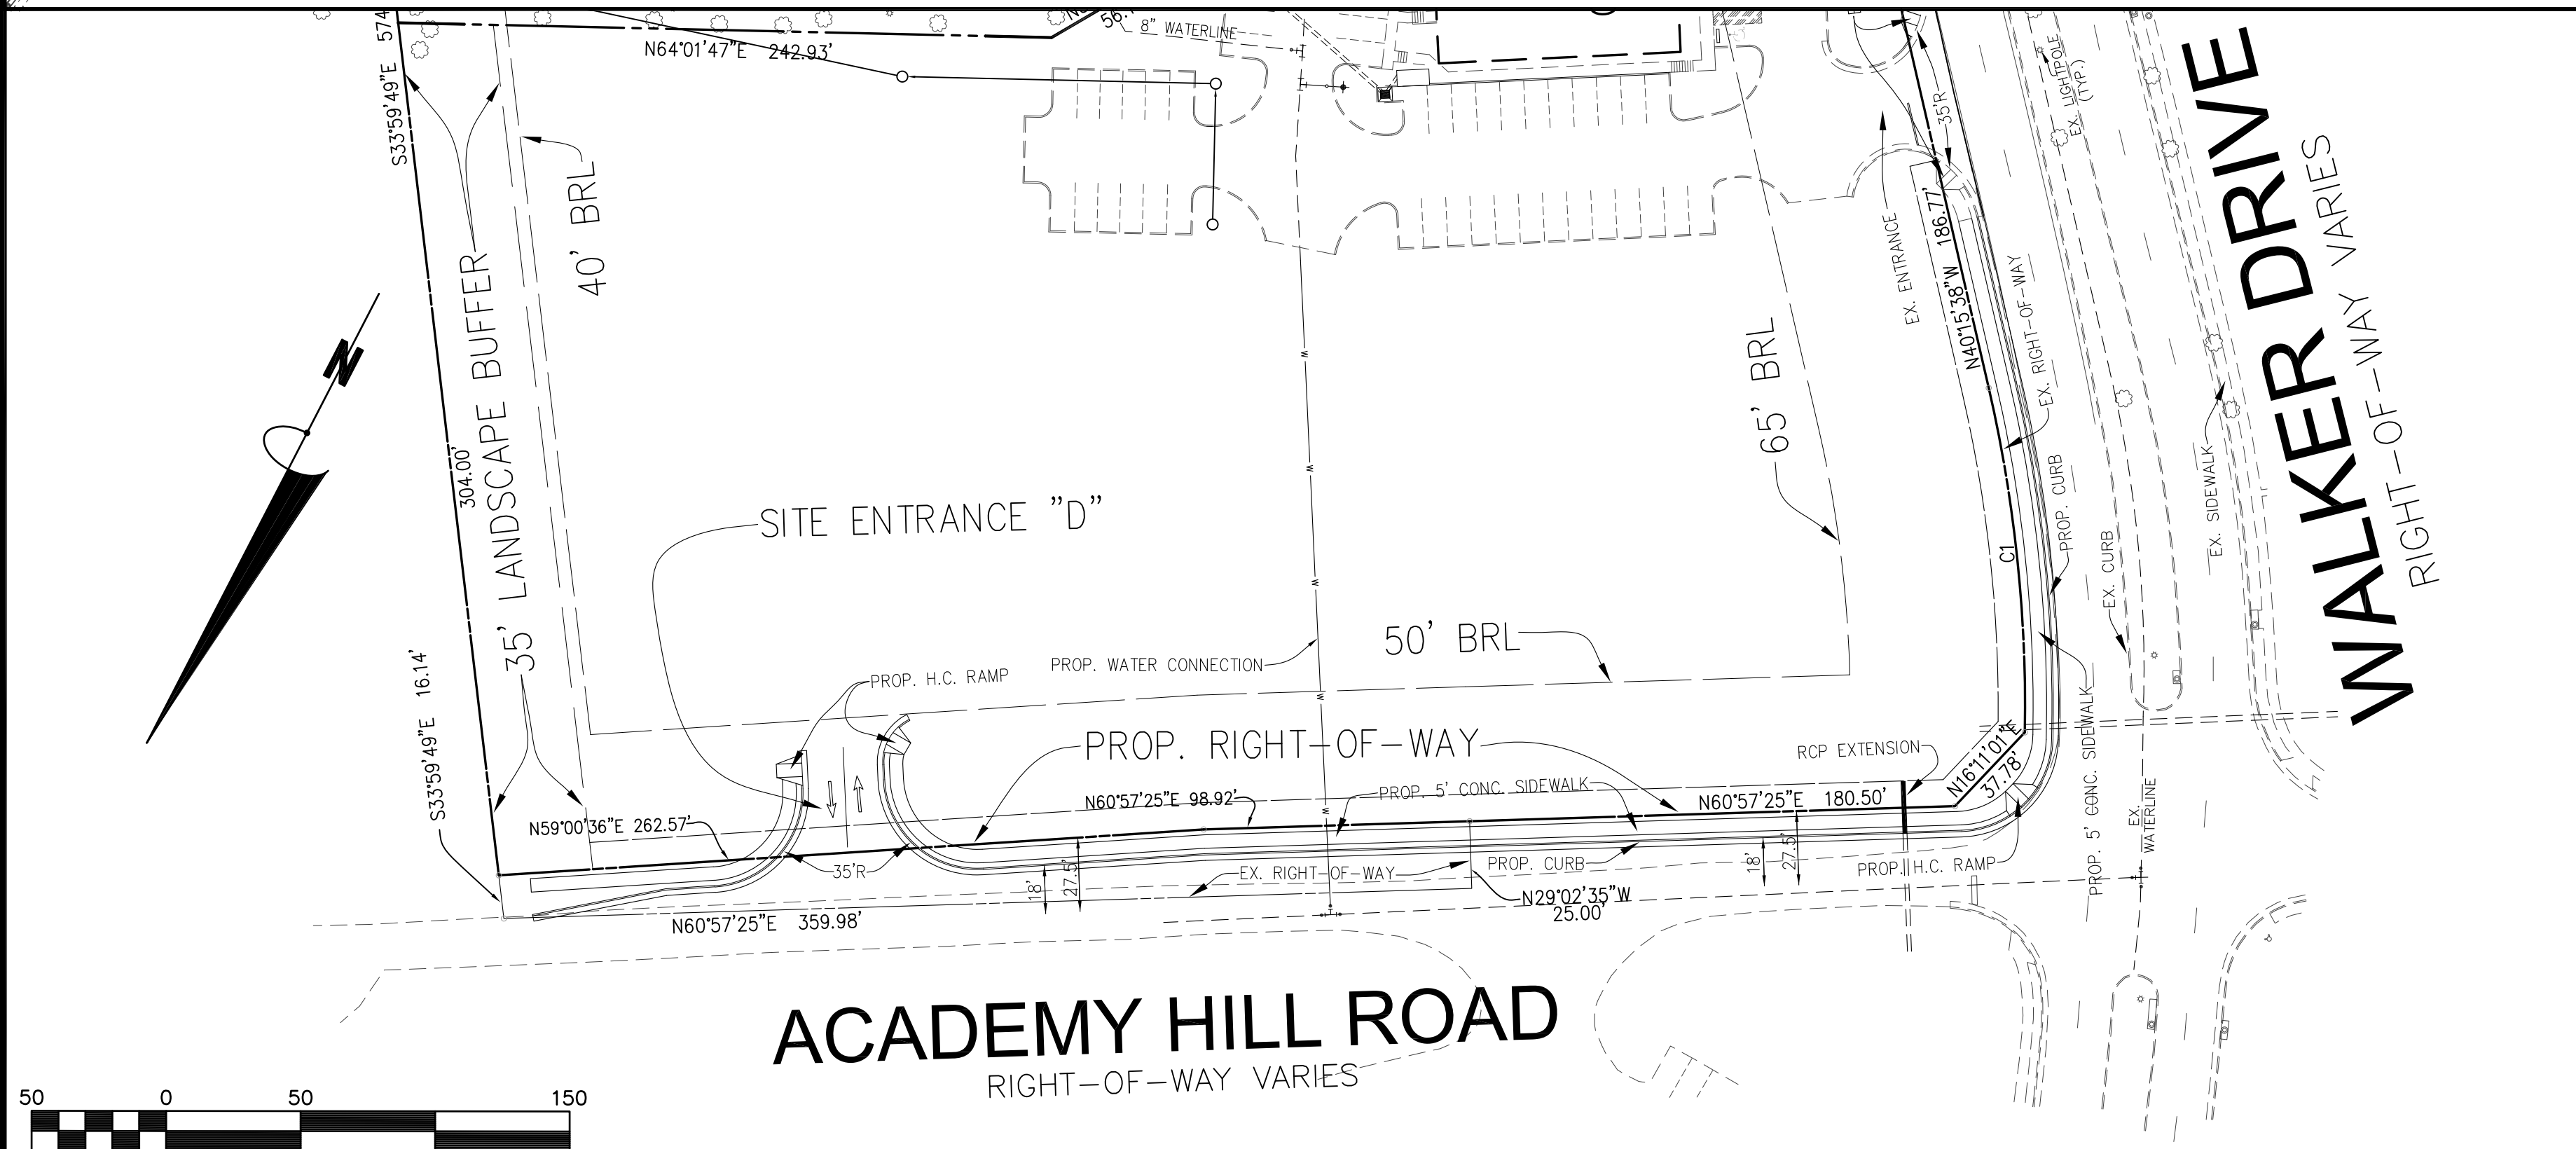 S33°59'49"E 574
N64°01'47"E 242.93'
56.
8" WATERLINE
40' BRL
35' LANDSCAPE BUFFER
304.00'
N
SITE ENTRANCE "D"
EX. ENTRANCE
35'R
N40°15'38"W 186.77'
EX. RIGHT-OF-WAY
EX. LIGHTPOLE
(TYP.)
WALKER DRIVE
RIGHT-OF-WAY VARIES
65' BRL
C1
PROP. CURB
EX. CURB
EX. SIDEWALK
PROP. 5' CONC. SIDEWALK
W
W
W
W
W
50' BRL
PROP. WATER CONNECTION
PROP. H.C. RAMP
S33°59'49"E 16.14'
PROP. RIGHT-OF-WAY
RCP EXTENSION
N16°11'01"E
37.78'
N59°00'36"E 262.57'
N60°57'25"E 98.92'
PROP. 5' CONC. SIDEWALK
N60°57'25"E 180.50'
35'R
18'
27.5'
EX. RIGHT-OF-WAY
PROP. CURB
18'
27.5'
PROP. H.C. RAMP
EX.
WATERLINE
N60°57'25"E 359.98'
N29°02'35"W
25.00'
ACADEMY HILL ROAD
RIGHT-OF-WAY VARIES
50 0 50 150